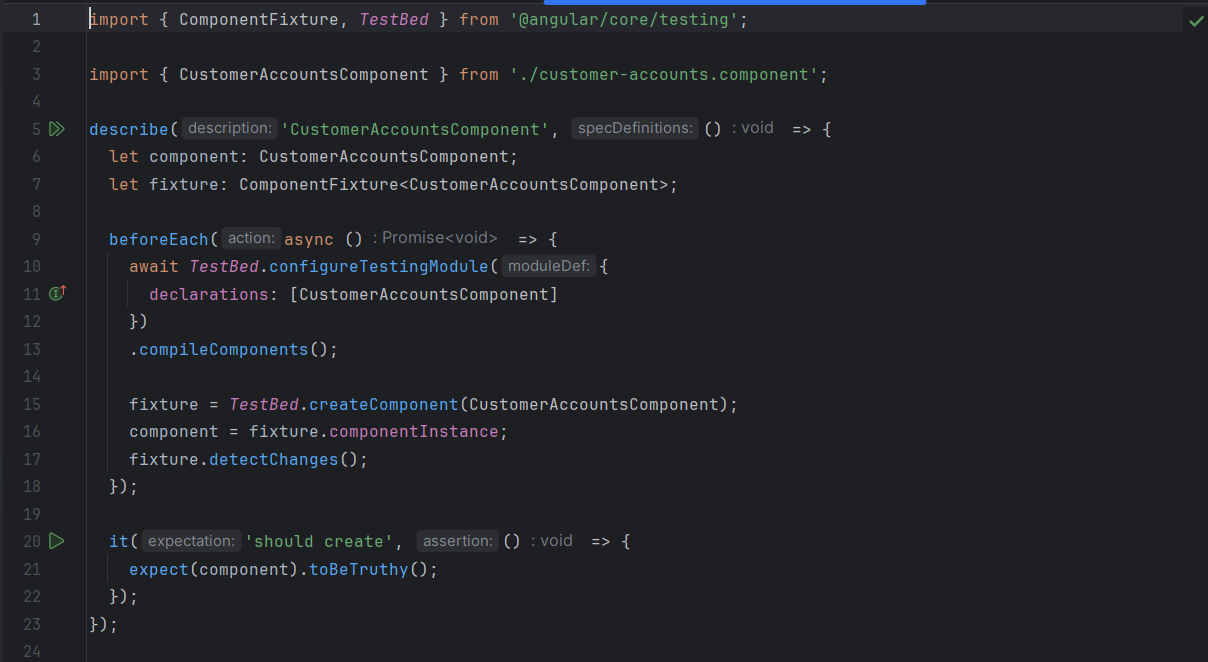 1 import { ComponentFixture, TestBed } from '@angular/core/testing';
2
3 import { CustomerAccountsComponent } from './customer-accounts.component';
4
5 describe( description: 'CustomerAccountsComponent', specDefinitions: () : void => {
6 let component: CustomerAccountsComponent;
7 let fixture: ComponentFixture<CustomerAccountsComponent>;
8
9 beforeEach( action: async () : Promise<void> => {
10 await TestBed.configureTestingModule( moduleDef: {
11 declarations: [CustomerAccountsComponent]
12 })
13 .compileComponents();
14
15 fixture = TestBed.createComponent(CustomerAccountsComponent);
16 component = fixture.componentInstance;
17 fixture.detectChanges();
18 });
19
20 it( expectation: 'should create', assertion: () : void => {
21 expect(component).toBeTruthy();
22 });
23 });
24